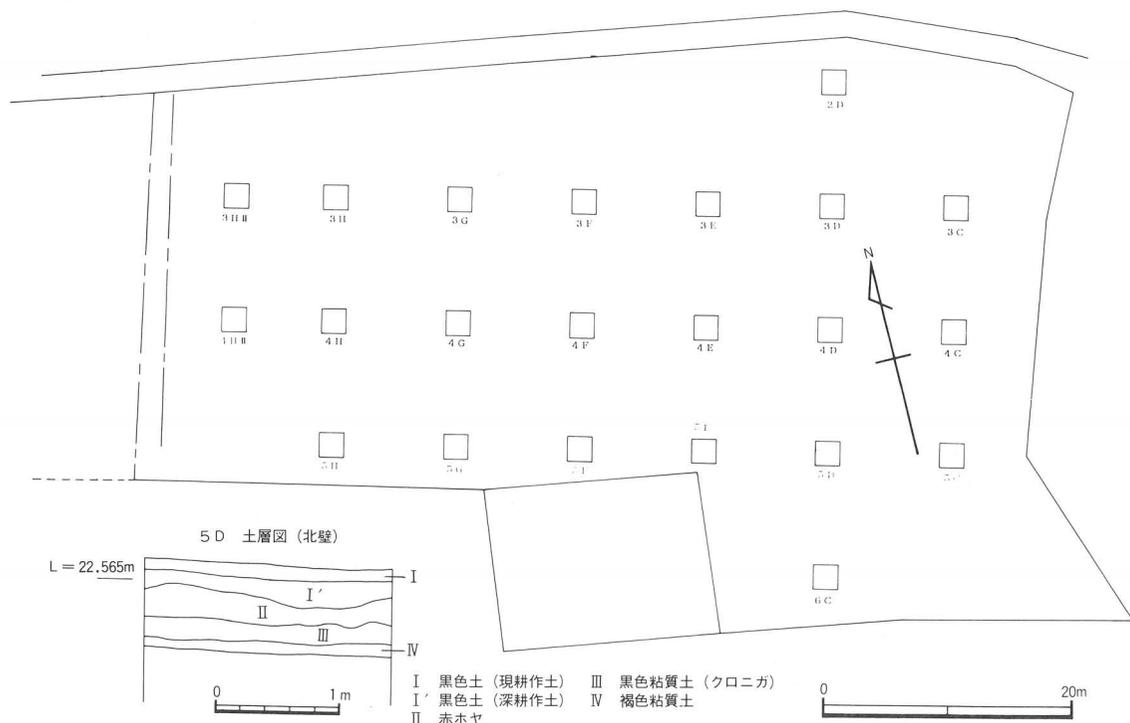 2D
3HⅡ 3H 3G 3F 3E 3D 3C
N
4HⅡ 4H 4G 4F 4E 4D 4C
5H 5G 5D
6C
5D 土層図(北壁)
L=22.565m
Ⅰ
Ⅰ'
Ⅱ
Ⅲ
Ⅳ
0 1m
Ⅰ 黒色土(現耕作土) Ⅲ 黒色粘質土(クロニガ)
Ⅰ' 黒色土(深耕作土) Ⅳ 褐色粘質土
Ⅱ 赤ホヤ
0 20m